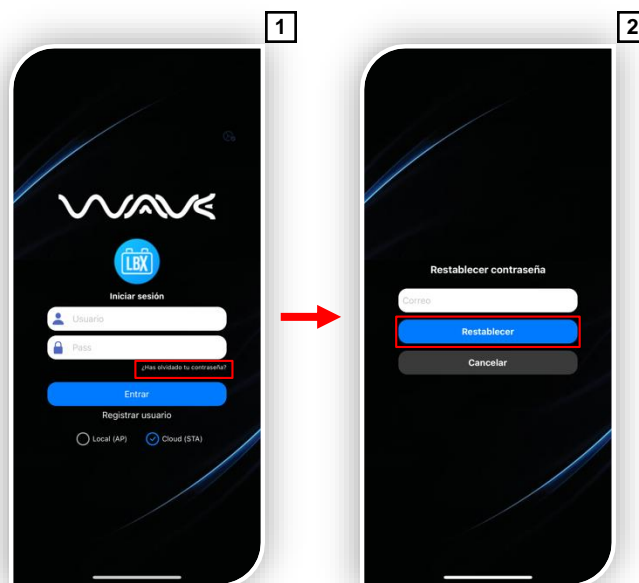 1
WAVE
LBX
Iniciar sesión
Usuario
Pass
¿Has olvidado tu contraseña?
Entrar
Registrar usuario
Local (AP) Cloud (STA)
2
Restablecer contraseña
Correo
Restablecer
Cancelar